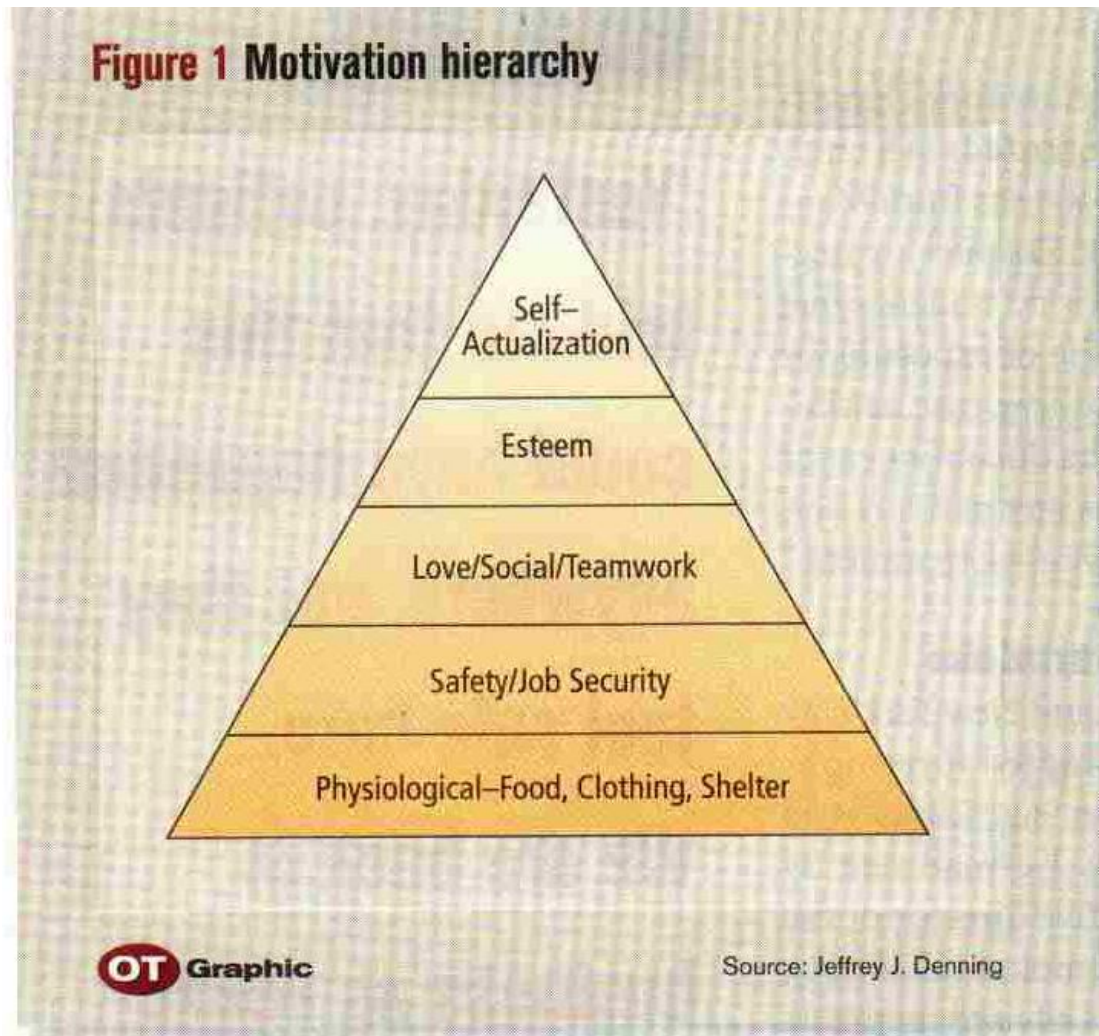 Figure 1 Motivation hierarchy
Self–
Actualization
Esteem
Love/Social/Teamwork
Safety/Job Security
Physiological–Food, Clothing, Shelter
OT Graphic
Source: Jeffrey J. Denning